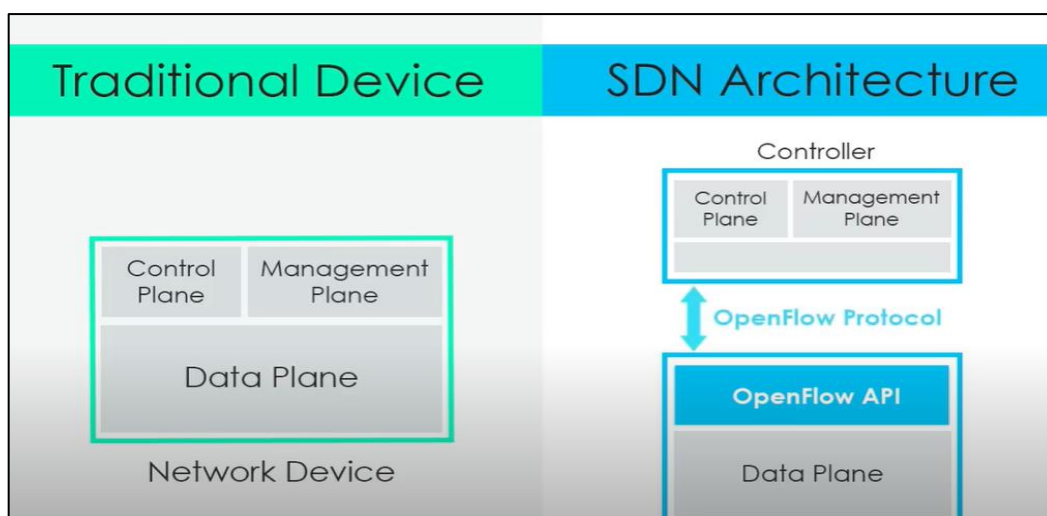 Traditional Device
Control
Plane
Management
Plane
Data Plane
Network Device
SDN Architecture
Controller
Control
Plane
Management
Plane
OpenFlow Protocol
OpenFlow API
Data Plane